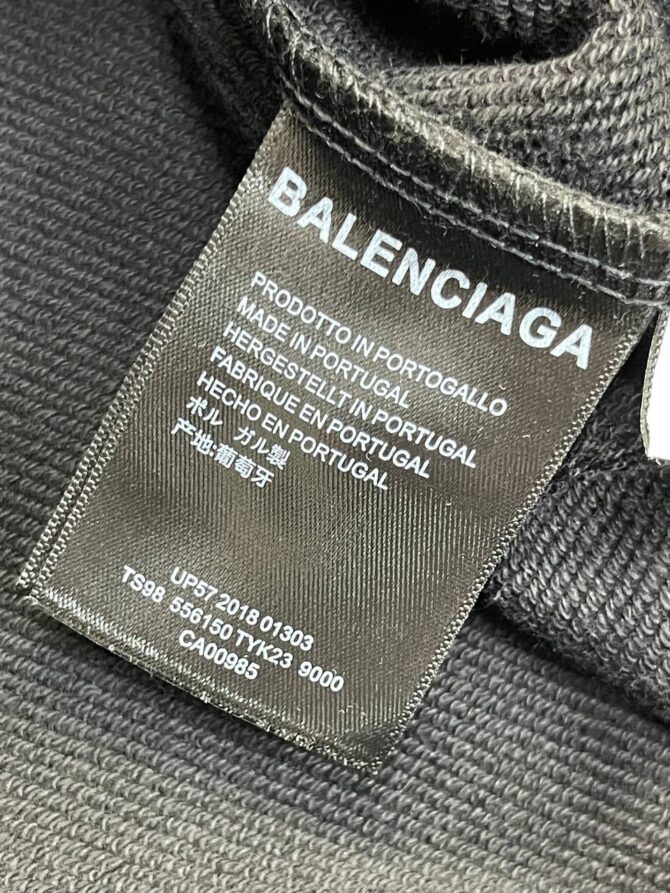 BALENCIAGA
PRODOTTO IN PORTOGALLO
MADE IN PORTUGAL
HERGESTELLT IN PORTUGAL
FABRIQUE EN PORTUGAL
HECHO EN PORTUGAL
ポル ガル製
产地:葡萄牙
UP57 2018 01303
TS98 556150 TYK23 9000
CA00985